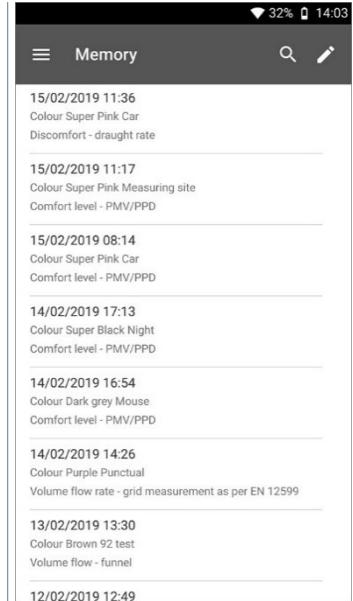 32% 14:03
Memory
15/02/2019 11:36
Colour Super Pink Car
Discomfort - draught rate
15/02/2019 11:17
Colour Super Pink Measuring site
Comfort level - PMV/PPD
15/02/2019 08:14
Colour Super Pink Car
Comfort level - PMV/PPD
14/02/2019 17:13
Colour Super Black Night
Comfort level - PMV/PPD
14/02/2019 16:54
Colour Dark grey Mouse
Comfort level - PMV/PPD
14/02/2019 14:26
Colour Purple Punctual
Volume flow rate - grid measurement as per EN 12599
13/02/2019 13:30
Colour Brown 92 test
Volume flow - funnel
12/02/2019 12:49